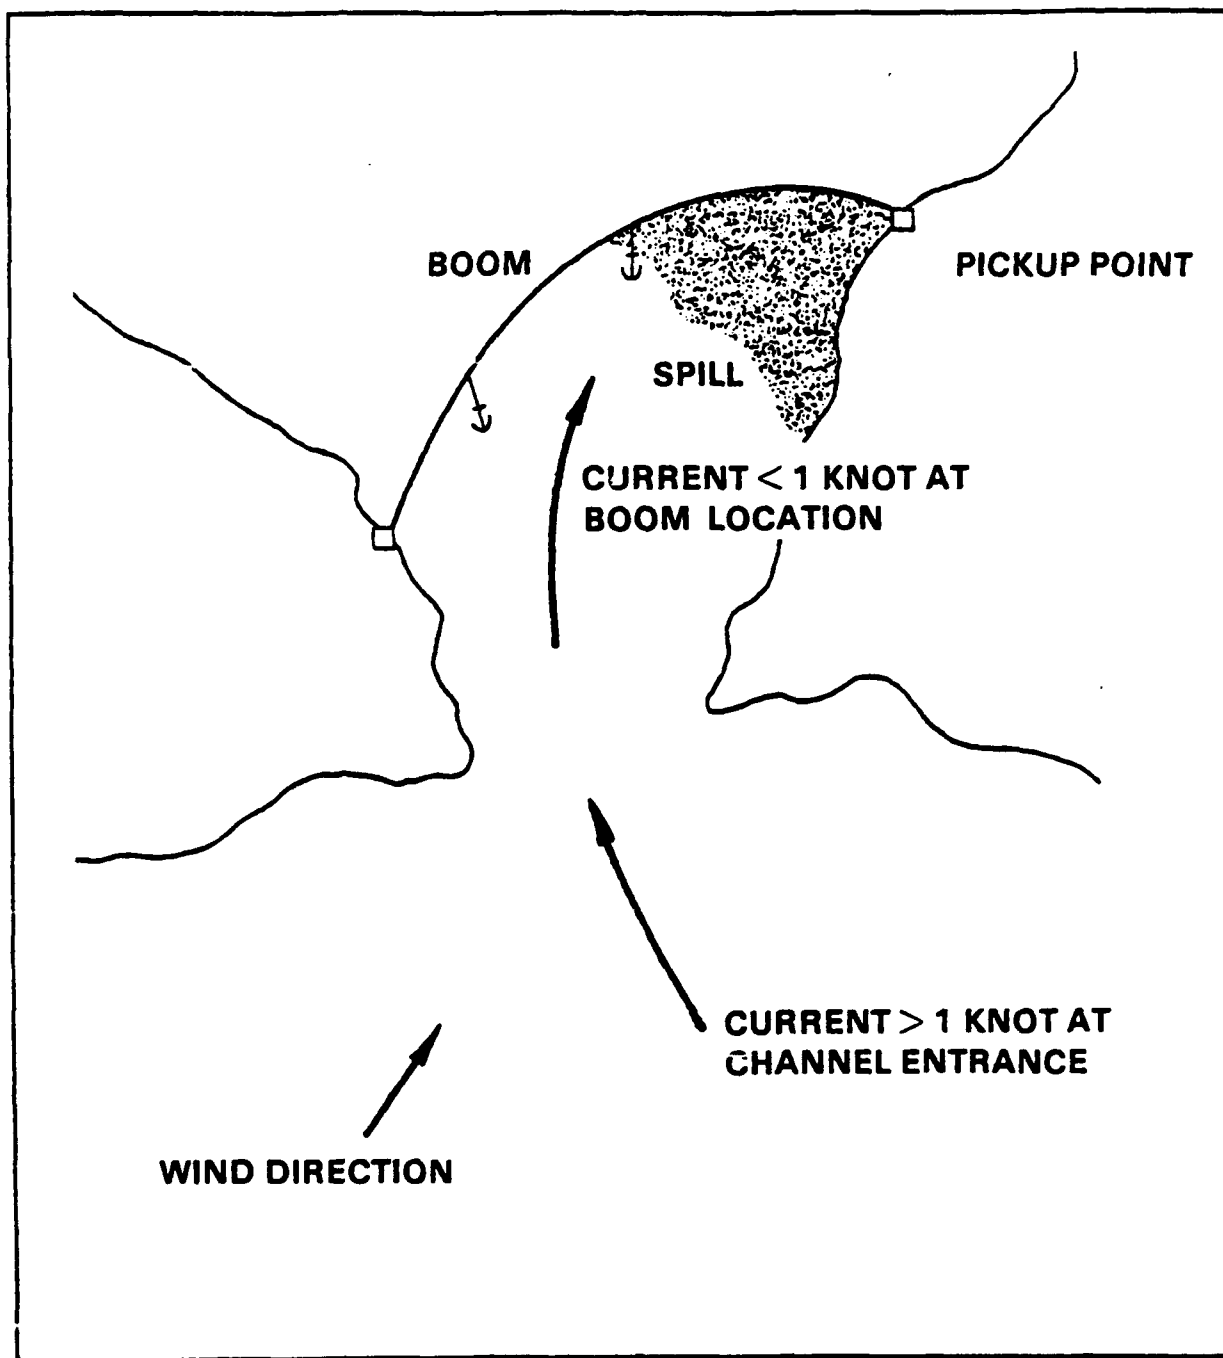 BOOM
PICKUP POINT
SPILL
CURRENT < 1 KNOT AT
BOOM LOCATION
CURRENT > 1 KNOT AT
CHANNEL ENTRANCE
WIND DIRECTION